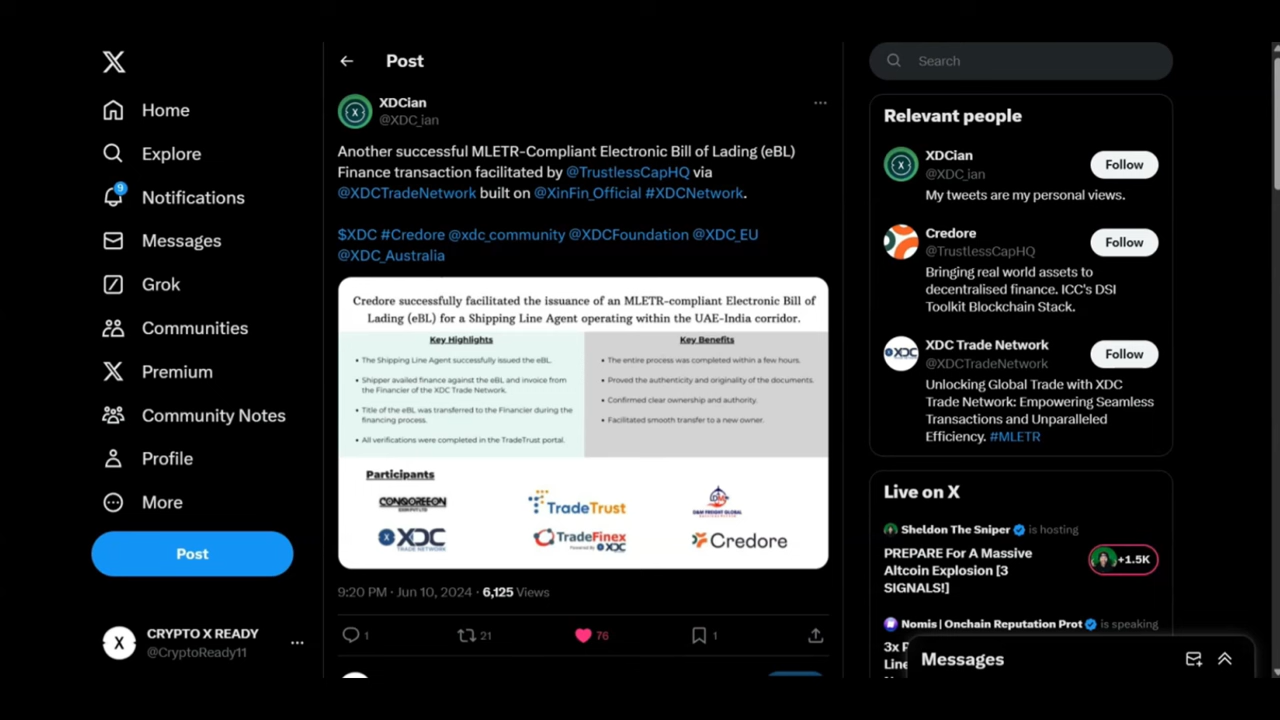 Home
Explore
9
Notifications
Messages
Grok
Communities
Premium
Community Notes
Profile
More
Post
CRYPTO X READY
@CryptoReady11
Post
XDCian
@XDC_ian
Another successful MLETR-Compliant Electronic Bill of Lading (eBL)
Finance transaction facilitated by @TrustlessCapHQ via
@XDCTradeNetwork built on @XinFin_Official #XDCNetwork.
$XDC #Credore @xdc_community @XDCFoundation @XDC_EU
@XDC_Australia
Credore successfully facilitated the issuance of an MLETR-compliant Electronic Bill of
Lading (eBL) for a Shipping Line Agent operating within the UAE-India corridor.
Key Highlights
• The Shipping Line Agent successfully issued the eBL.
• Shipper availed finance against the eBL and invoice from
the Financier of the XDC Trade Network.
• Title of the eBL was transferred to the Financier during the
financing process.
• All verifications were completed in the TradeTrust portal.
Key Benefits
• The entire process was completed within a few hours.
• Proved the authenticity and originality of the documents.
• Confirmed clear ownership and authority.
• Facilitated smooth transfer to a new owner.
Participants
TradeTrust
D&M FREIGHT GLOBAL
XDC
TRADE NETWORK
TradeFinex
Powered by XDC
Credore
9:20 PM · Jun 10, 2024 · 6,125 Views
1
21
76
1
Search
Relevant people
XDCian
@XDC_ian
Follow
My tweets are my personal views.
Credore
@TrustlessCapHQ
Follow
Bringing real world assets to
decentralised finance. ICC's DSI
Toolkit Blockchain Stack.
XDC Trade Network
@XDCTradeNetwork
Follow
Unlocking Global Trade with XDC
Trade Network: Empowering Seamless
Transactions and Unparalleled
Efficiency. #MLETR
Live on X
Sheldon The Sniper is hosting
PREPARE For A Massive
Altcoin Explosion [3
SIGNALS!]
+1.5K
Nomis | Onchain Reputation Prot is speaking
3x
Messages